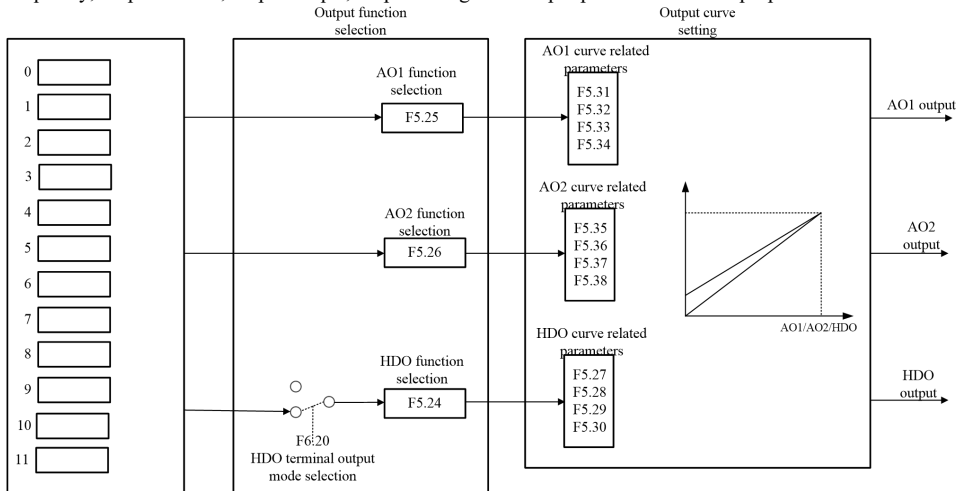 Output function
selection
Output curve
setting
0
1
2
3
4
5
6
7
8
9
10
11
AO1 function
selection
F5.25
AO2 function
selection
F5.26
HDO function
selection
F5.24
F6.20
HDO terminal output
mode selection
AO1 curve related
parameters
F5.31
F5.32
F5.33
F5.34
AO2 curve related
parameters
F5.35
F5.36
F5.37
F5.38
HDO curve related
parameters
F5.27
F5.28
F5.29
F5.30
AO1/AO2/HDO
AO1 output
AO2
output
HDO
output